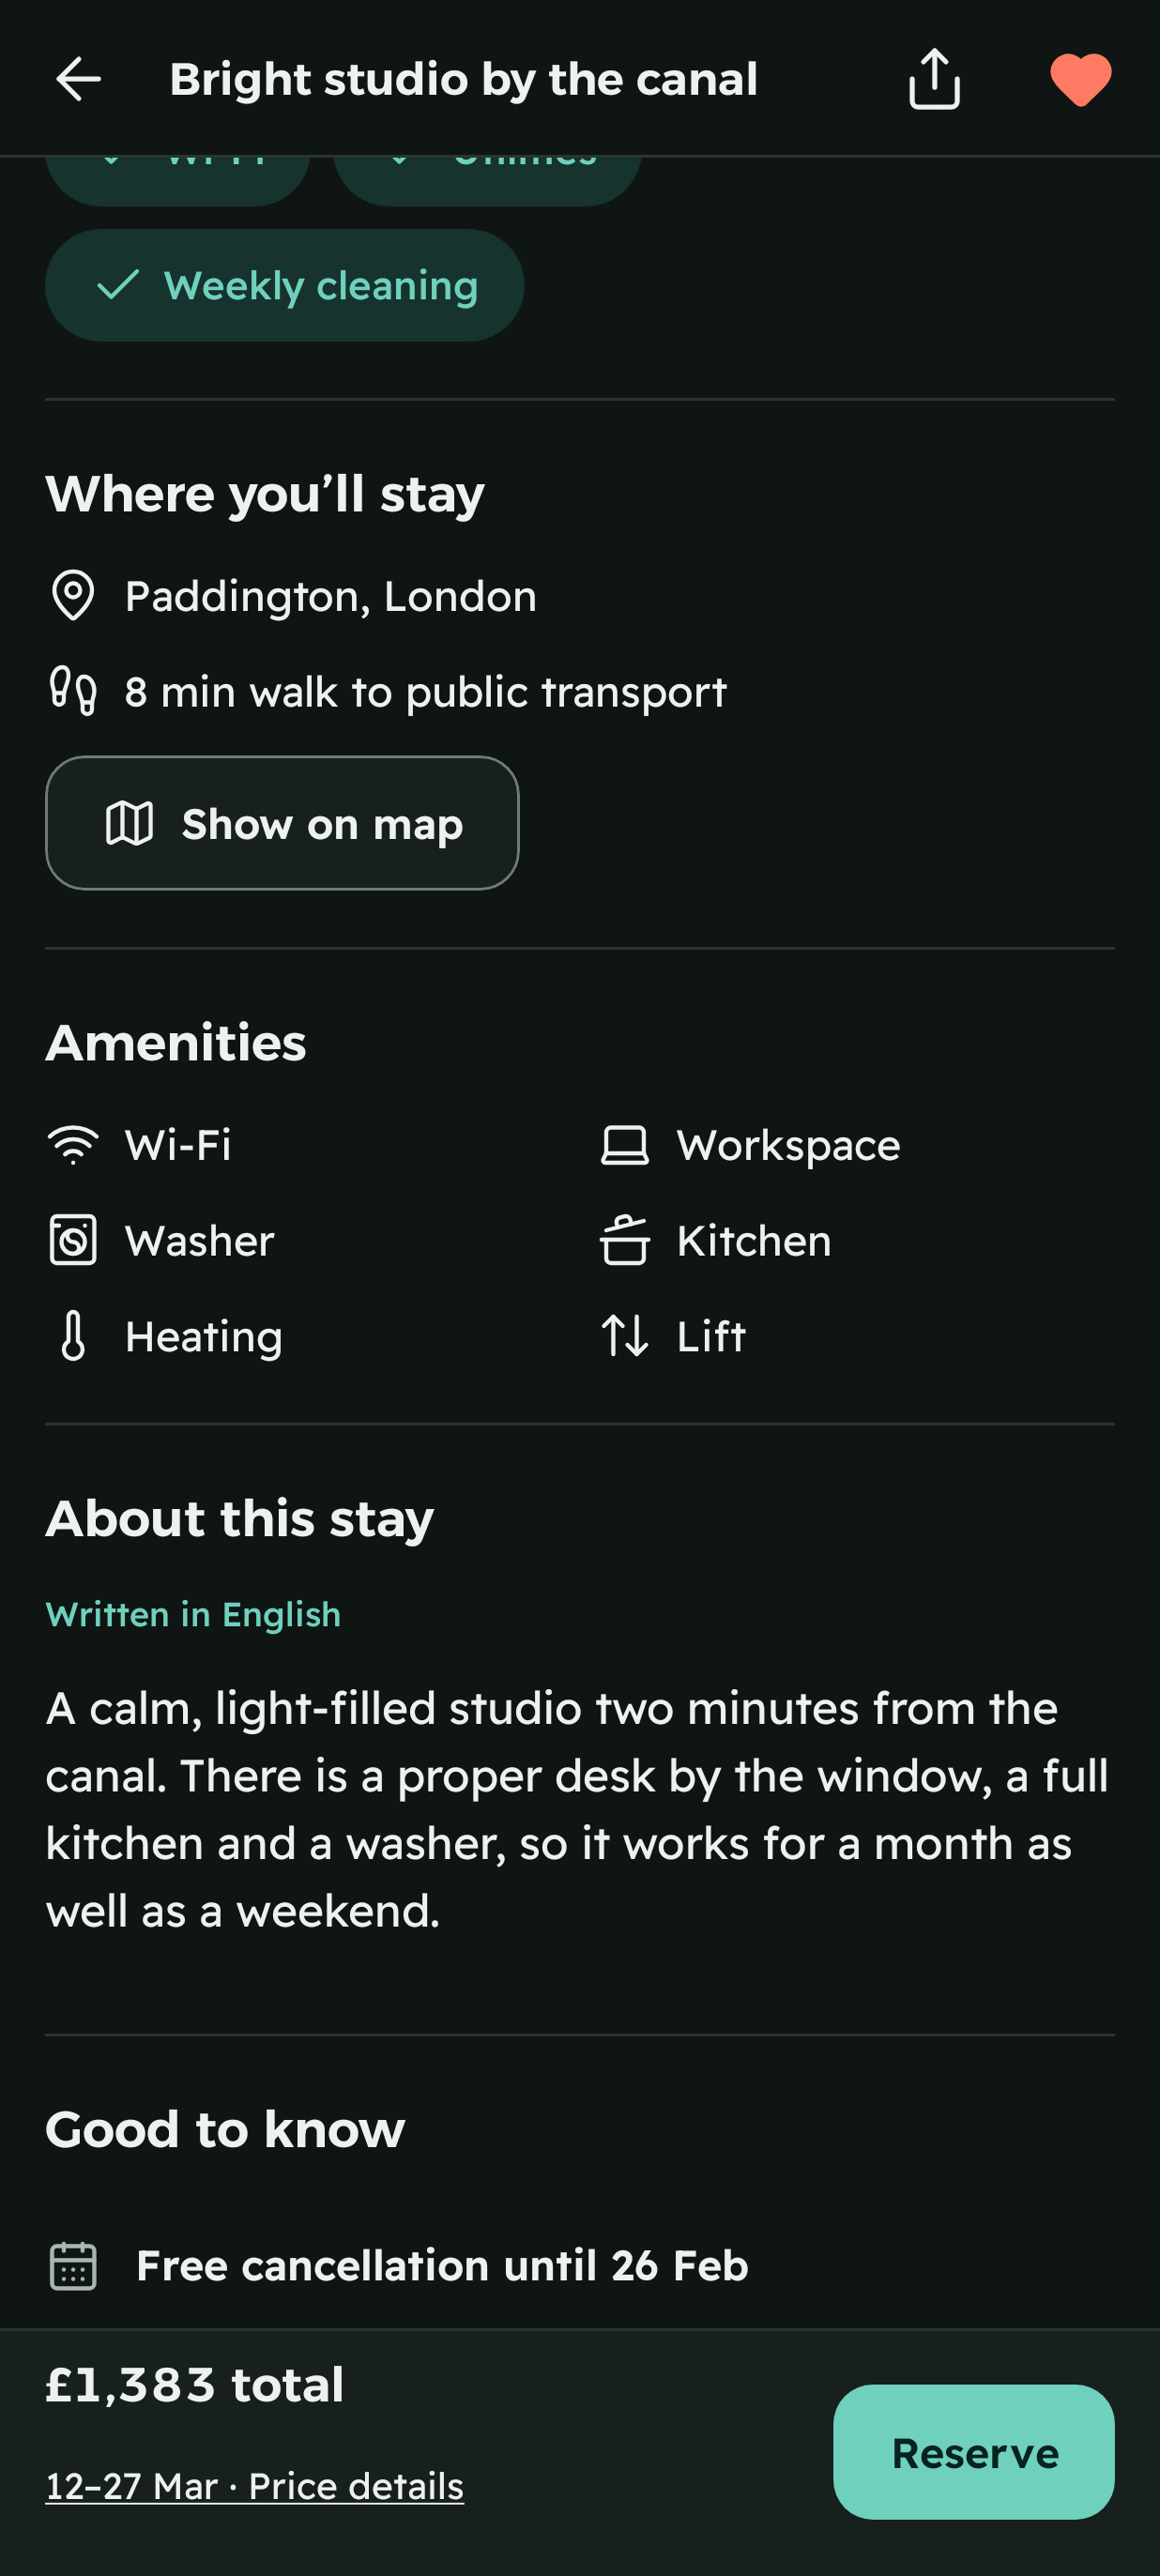 Bright studio by the canal
Weekly cleaning
Where you’ll stay
Paddington, London
8 min walk to public transport
Show on map
Amenities
Wi-Fi
Workspace
Washer
Kitchen
Heating
Lift
About this stay
Written in English
A calm, light-filled studio two minutes from the
canal. There is a proper desk by the window, a full
kitchen and a washer, so it works for a month as
well as a weekend.
Good to know
Free cancellation until 26 Feb
£1,383 total
12–27 Mar · Price details
Reserve